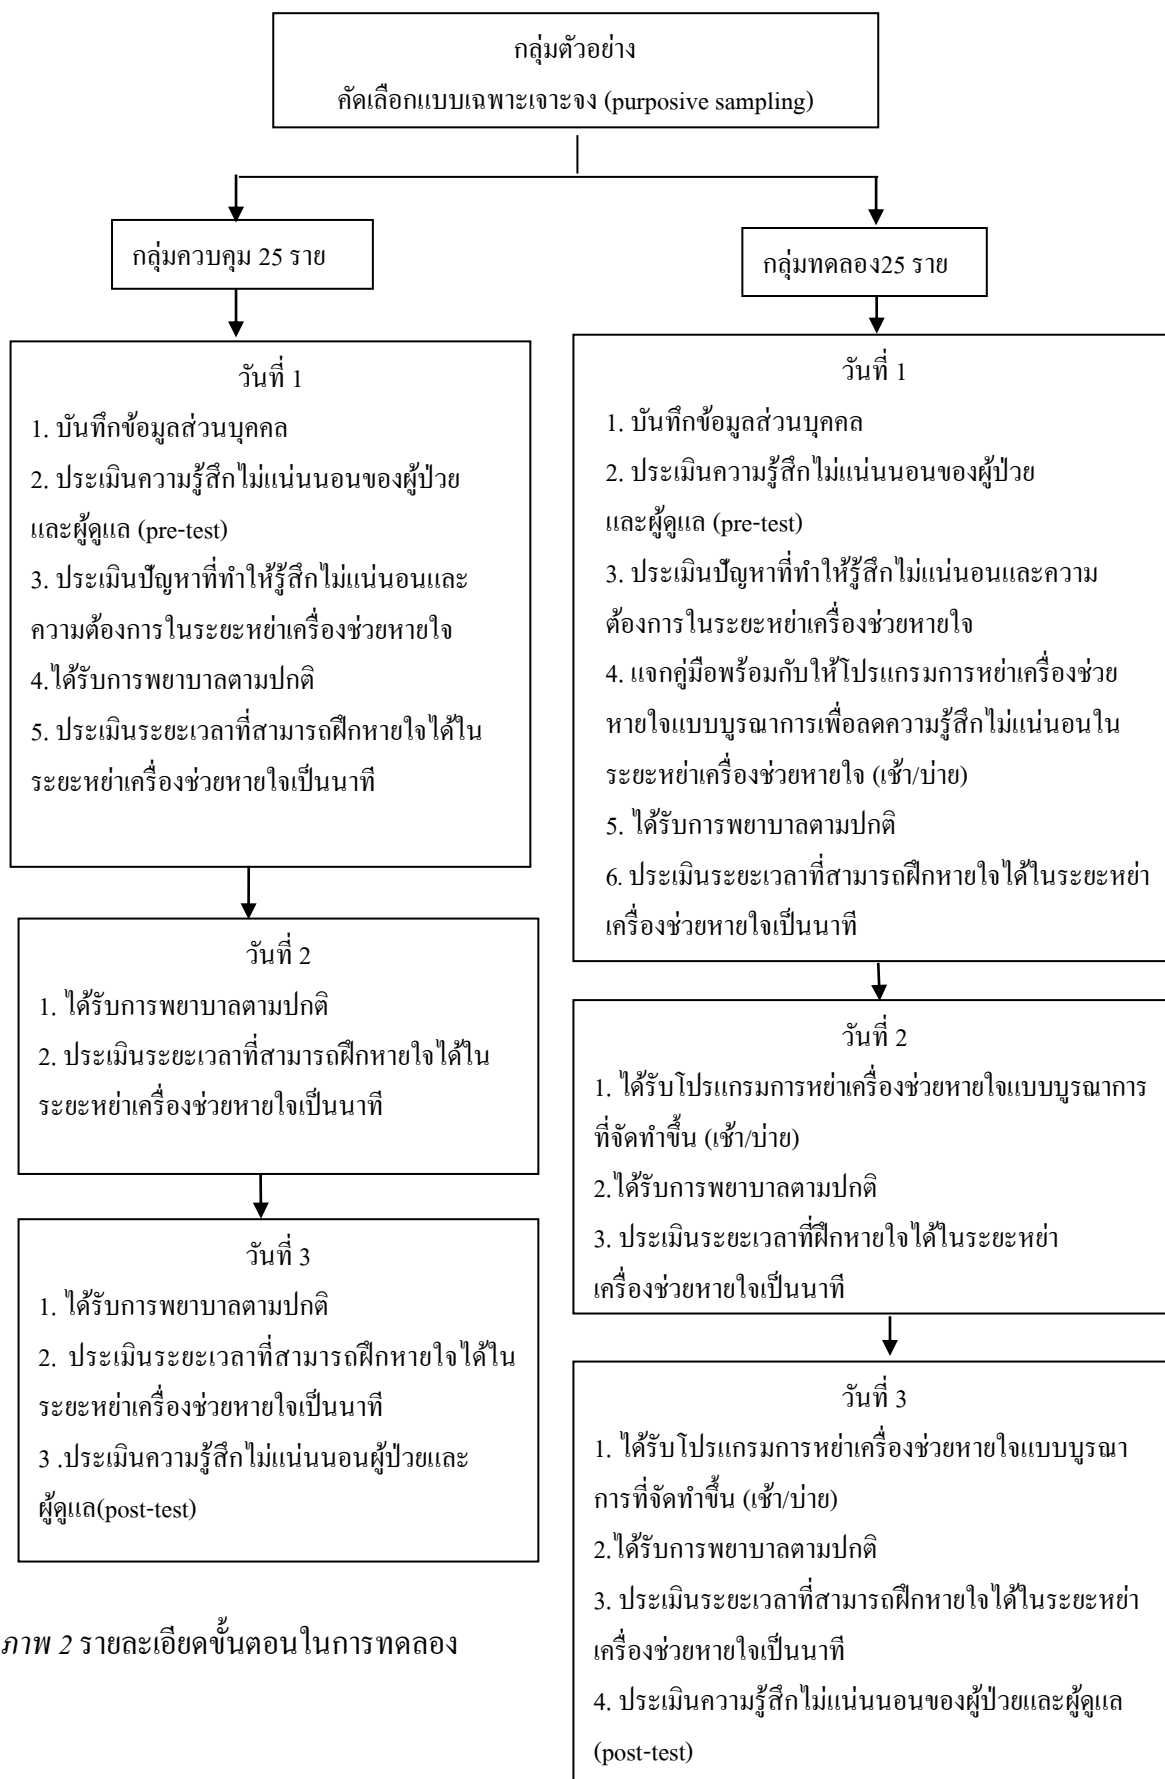 กลุ่มตัวอย่าง
คัดเลือกแบบเฉพาะเจาะจง (purposive sampling)
กลุ่มควบคุม 25 ราย
กลุ่มทดลอง25 ราย
วันที่ 1
1. บันทึกข้อมูลส่วนบุคคล
2. ประเมินความรู้สึกไม่แน่นนอนของผู้ป่วย
และผู้ดูแล (pre-test)
3. ประเมินปัญหาที่ทำให้รู้สึกไม่แน่นอนและ
ความต้องการในระยะหย่าเครื่องช่วยหายใจ
4.ได้รับการพยาบาลตามปกติ
5. ประเมินระยะเวลาที่สามารถฝึกหายใจได้ใน
ระยะหย่าเครื่องช่วยหายใจเป็นนาที
วันที่ 2
1. ได้รับการพยาบาลตามปกติ
2. ประเมินระยะเวลาที่สามารถฝึกหายใจได้ใน
ระยะหย่าเครื่องช่วยหายใจเป็นนาที
วันที่ 3
1. ได้รับการพยาบาลตามปกติ
2. ประเมินระยะเวลาที่สามารถฝึกหายใจได้ใน
ระยะหย่าเครื่องช่วยหายใจเป็นนาที
3 .ประเมินความรู้สึกไม่แน่นนอนผู้ป่วยและ
ผู้ดูแล(post-test)
วันที่ 1
1. บันทึกข้อมูลส่วนบุคคล
2. ประเมินความรู้สึกไม่แน่นนอนของผู้ป่วย
และผู้ดูแล (pre-test)
3. ประเมินปัญหาที่ทำให้รู้สึกไม่แน่นอนและความ
ต้องการในระยะหย่าเครื่องช่วยหายใจ
4. แจกคู่มือพร้อมกับให้โปรแกรมการหย่าเครื่องช่วย
หายใจแบบบูรณาการเพื่อลดความรู้สึกไม่แน่นอนใน
ระยะหย่าเครื่องช่วยหายใจ (เช้า/บ่าย)
5. ได้รับการพยาบาลตามปกติ
6. ประเมินระยะเวลาที่สามารถฝึกหายใจได้ในระยะหย่า
เครื่องช่วยหายใจเป็นนาที
วันที่ 2
1. ได้รับโปรแกรมการหย่าเครื่องช่วยหายใจแบบบูรณาการ
ที่จัดทำขึ้น (เช้า/บ่าย)
2.ได้รับการพยาบาลตามปกติ
3. ประเมินระยะเวลาที่ฝึกหายใจได้ในระยะหย่า
เครื่องช่วยหายใจเป็นนาที
วันที่ 3
1. ได้รับโปรแกรมการหย่าเครื่องช่วยหายใจแบบบูรณา
การที่จัดทำขึ้น (เช้า/บ่าย)
2.ได้รับการพยาบาลตามปกติ
3. ประเมินระยะเวลาที่สามารถฝึกหายใจได้ในระยะหย่า
เครื่องช่วยหายใจเป็นนาที
4. ประเมินความรู้สึกไม่แน่นนอนของผู้ป่วยและผู้ดูแล
(post-test)
ภาพ 2 รายละเอียดขั้นตอนในการทดลอง